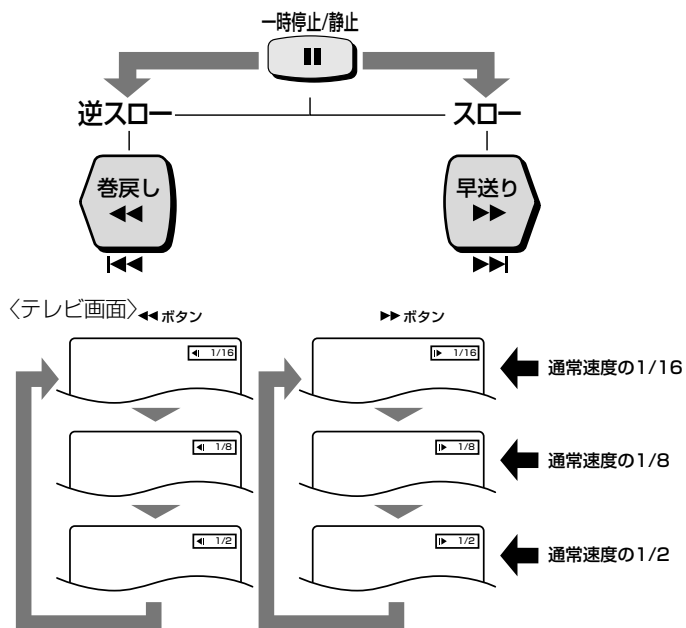 一時停止/静止
逆スロー
スロー
巻戻し
早送り
〈テレビ画面〉
◀◀ ボタン
▶▶ ボタン
1/16
1/16
通常速度の1/16
1/8
1/8
通常速度の1/8
1/2
1/2
通常速度の1/2